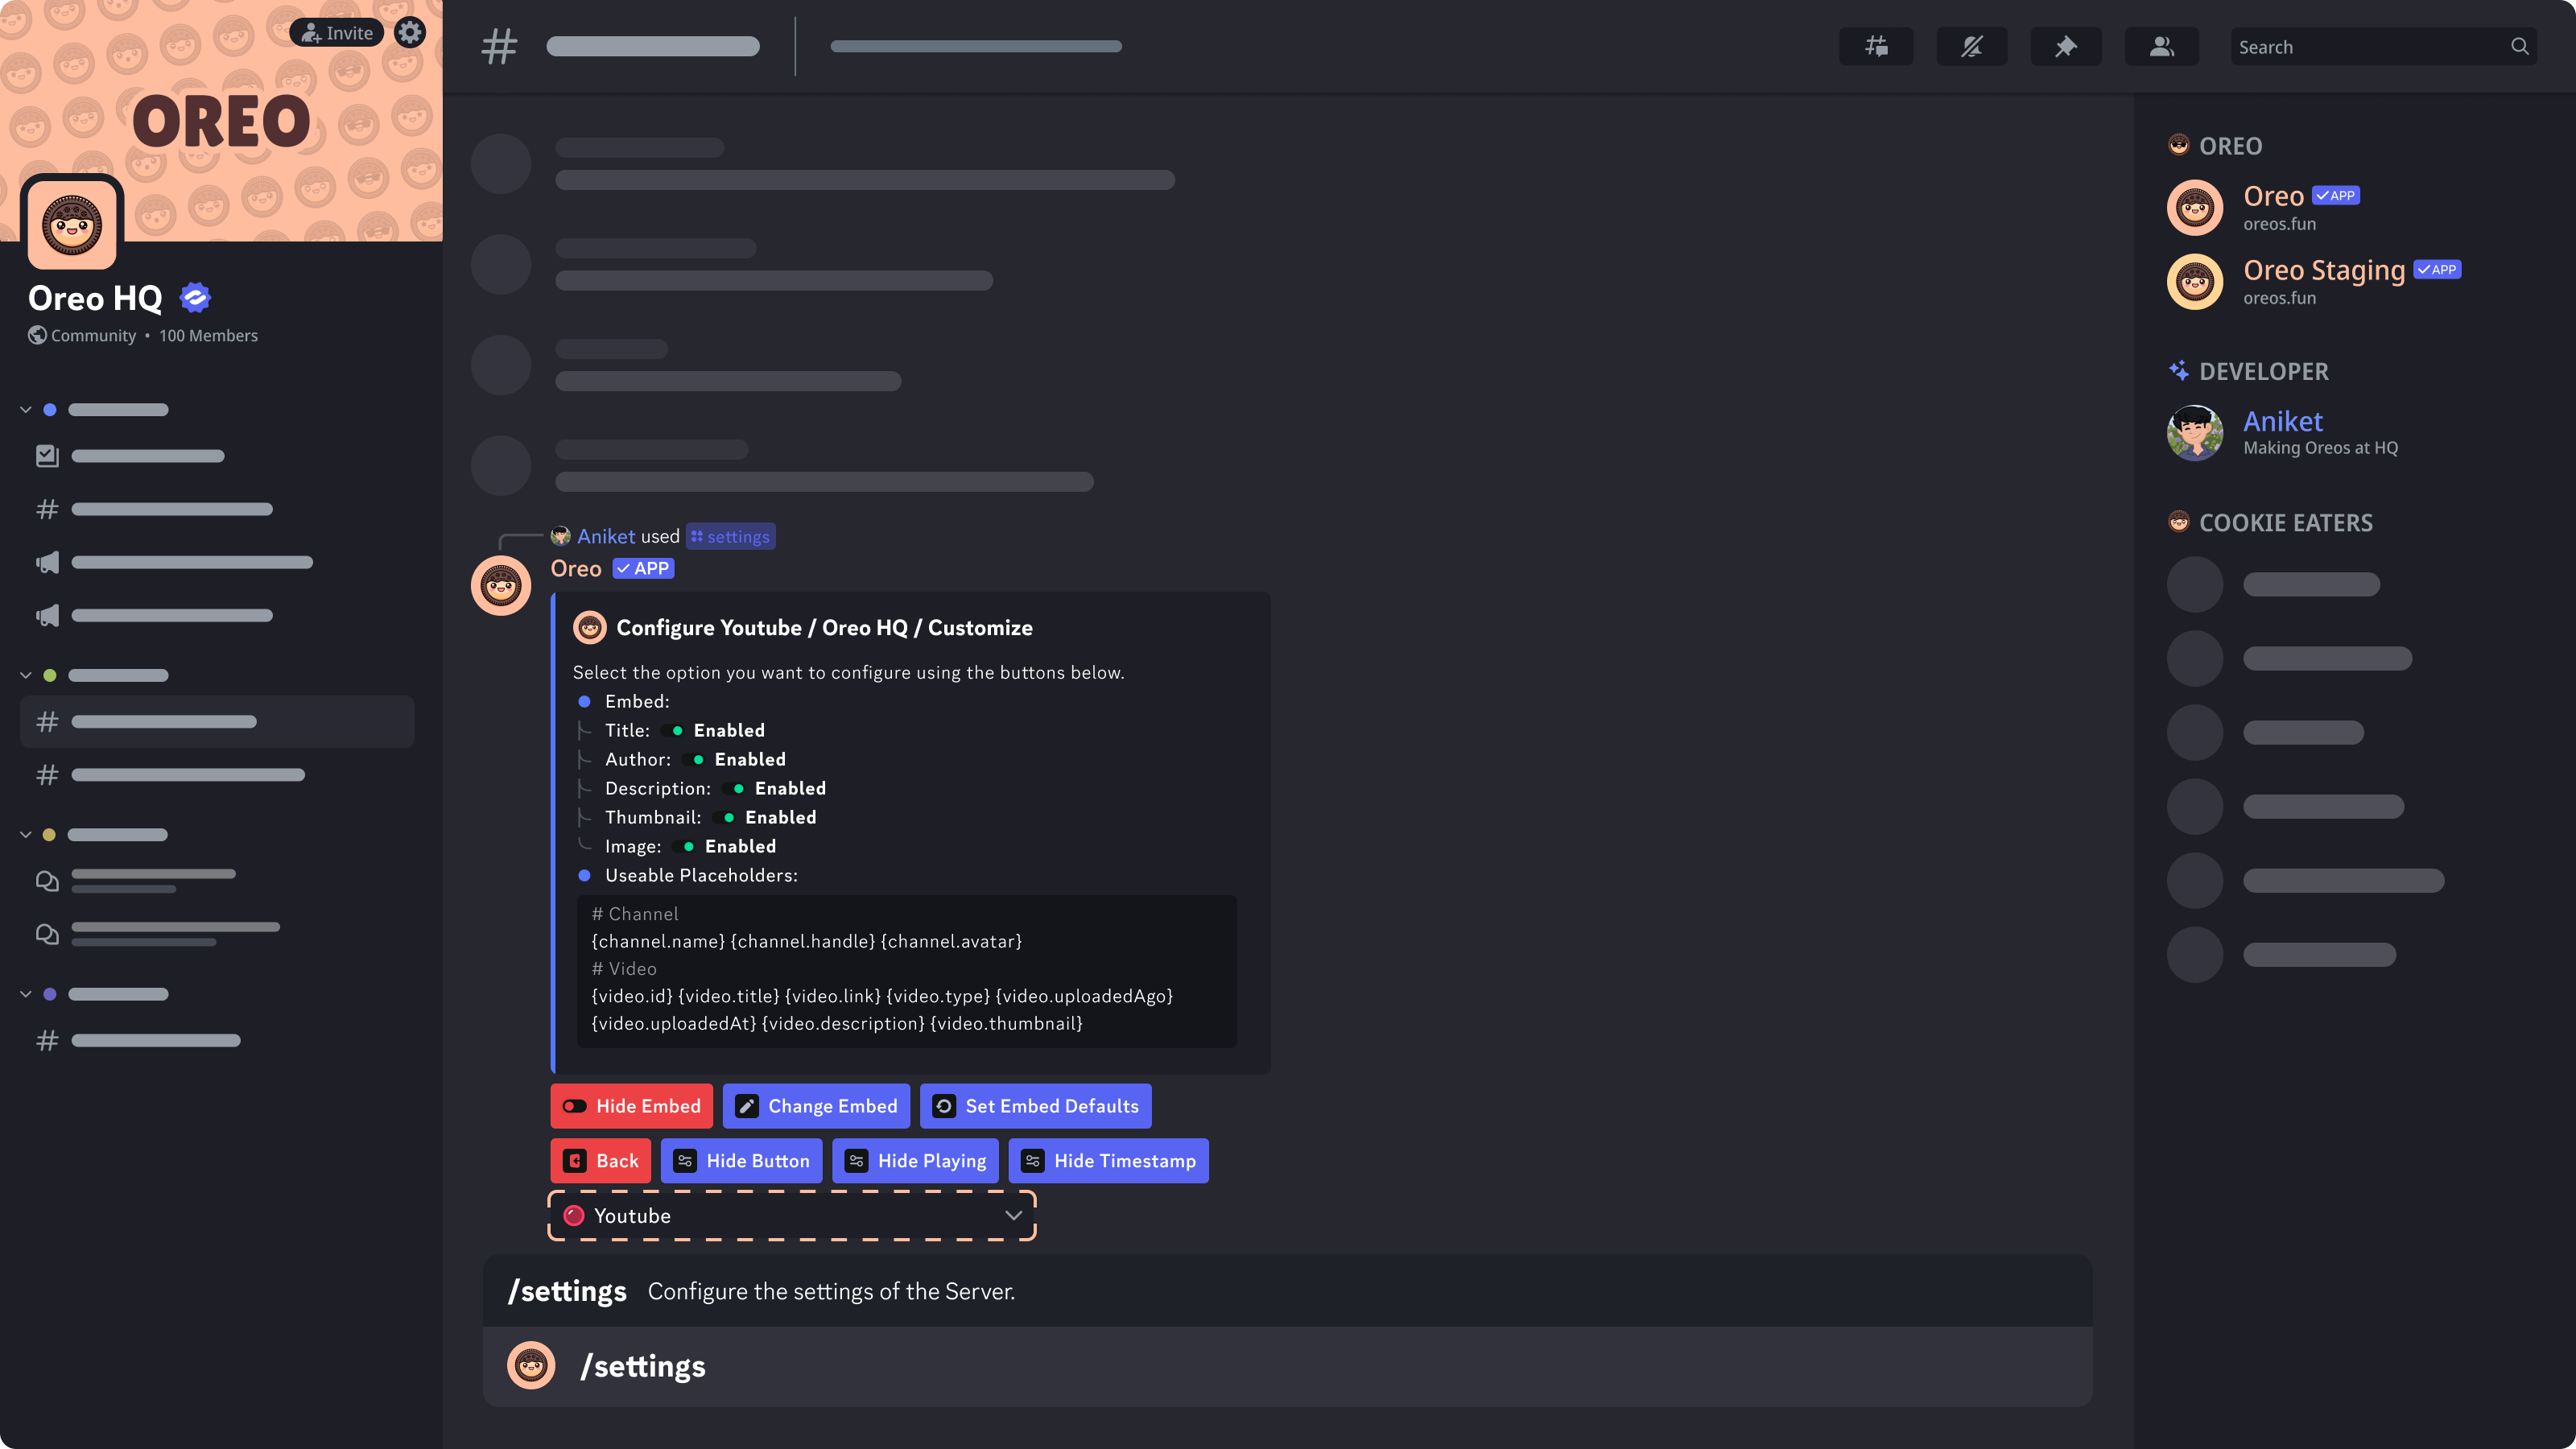 Invite
OREO
Oreo HQ
Community • 100 Members
Search
Aniket used settings
Oreo APP
Configure Youtube / Oreo HQ / Customize
Select the option you want to configure using the buttons below.
Embed:
Title: Enabled
Author: Enabled
Description: Enabled
Thumbnail: Enabled
Image: Enabled
Useable Placeholders:
# Channel
{channel.name} {channel.handle} {channel.avatar}
# Video
{video.id} {video.title} {video.link} {video.type} {video.uploadedAgo}
{video.uploadedAt} {video.description} {video.thumbnail}
Hide Embed Change Embed Set Embed Defaults
Back Hide Button Hide Playing Hide Timestamp
Youtube
/settings Configure the settings of the Server.
/settings
OREO
Oreo APP
oreos.fun
Oreo Staging APP
oreos.fun
DEVELOPER
Aniket
Making Oreos at HQ
COOKIE EATERS